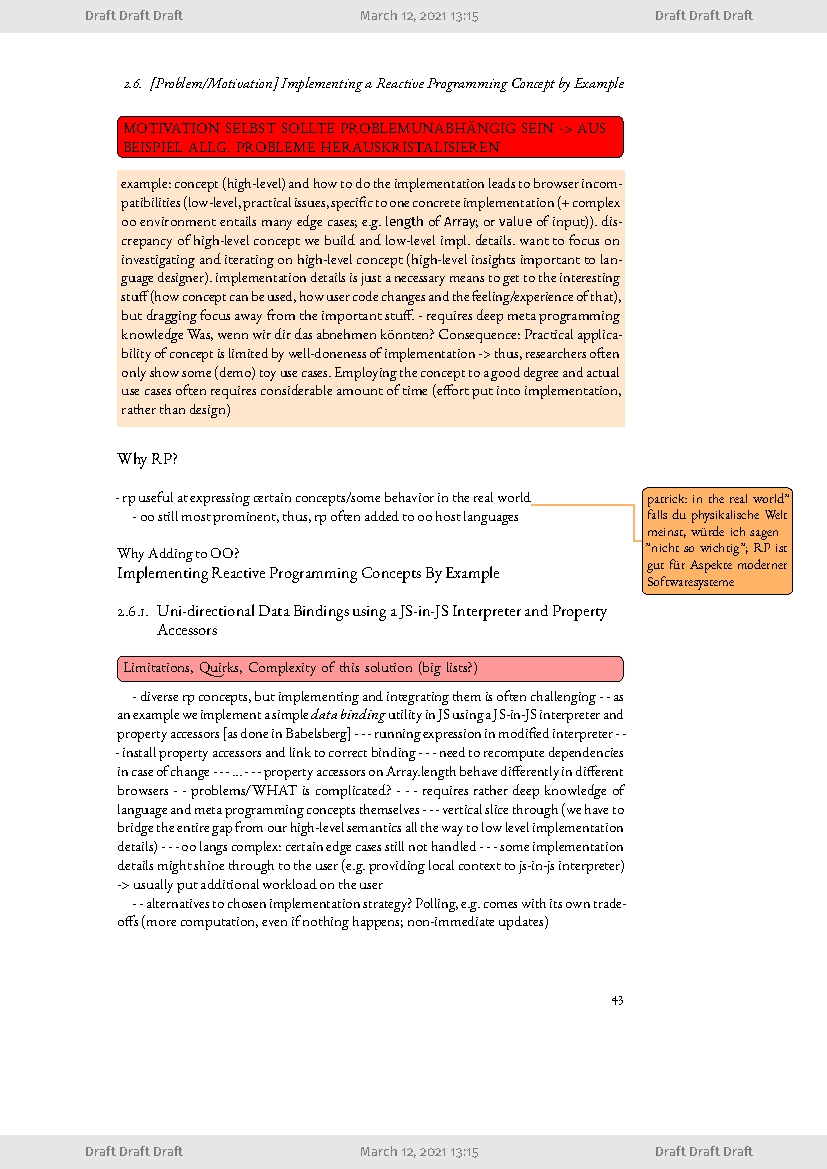 Draft Draft Draft March 12, 2021 13:15 Draft Draft Draft
2.6. [Problem/Motivation] Implementing a Reactive Programming Concept by Example
MOTIVATION SELBST SOLLTE PROBLEMUNABHÄNGIG SEIN -> AUS
BEISPIEL ALLG. PROBLEME HERAUSKRISTALISIEREN
example: concept (high-level) and how to do the implementation leads to browser incom-
patibilities (low-level, practical issues, specific to one concrete implementation (+ complex
oo environment entails many edge cases; e.g. length of Array; or value of input)). dis-
crepancy of high-level concept we build and low-level impl. details. want to focus on
investigating and iterating on high-level concept (high-level insights important to lan-
guage designer). implementation details is just a necessary means to get to the interesting
stuff (how concept can be used, how user code changes and the feeling/experience of that),
but dragging focus away from the important stuff. - requires deep meta programming
knowledge Was, wenn wir dir das abnehmen könnten? Consequence: Practical applica-
bility of concept is limited by well-doneness of implementation -> thus, researchers often
only show some (demo) toy use cases. Employing the concept to a good degree and actual
use cases often requires considerable amount of time (effort put into implementation,
rather than design)
Why RP?
- rp useful at expressing certain concepts/some behavior in the real world
- oo still most prominent, thus, rp often added to oo host languages
patrick: in the real world"
falls du physikalische Welt
meinst, würde ich sagen
"nicht so wichtig"; RP ist
gut für Aspekte moderner
Softwaresysteme
Why Adding to OO?
Implementing Reactive Programming Concepts By Example
2.6.1. Uni-directional Data Bindings using a JS-in-JS Interpreter and Property
Accessors
Limitations, Quirks, Complexity of this solution (big lists?)
- diverse rp concepts, but implementing and integrating them is often challenging - - as
an example we implement a simple data binding utility in JS using a JS-in-JS interpreter and
property accessors [as done in Babelsberg] - - - running expression in modified interpreter - -
- install property accessors and link to correct binding - - - need to recompute dependencies
in case of change - - - ... - - - property accessors on Array.length behave differently in different
browsers - - problems/WHAT is complicated? - - - requires rather deep knowledge of
language and meta programming concepts themselves - - - vertical slice through (we have to
bridge the entire gap from our high-level semantics all the way to low level implementation
details) - - - oo langs complex: certain edge cases still not handled - - - some implementation
details might shine through to the user (e.g. providing local context to js-in-js interpreter)
-> usually put additional workload on the user
- - alternatives to chosen implementation strategy? Polling, e.g. comes with its own trade-
offs (more computation, even if nothing happens; non-immediate updates)
43
Draft Draft Draft March 12, 2021 13:15 Draft Draft Draft